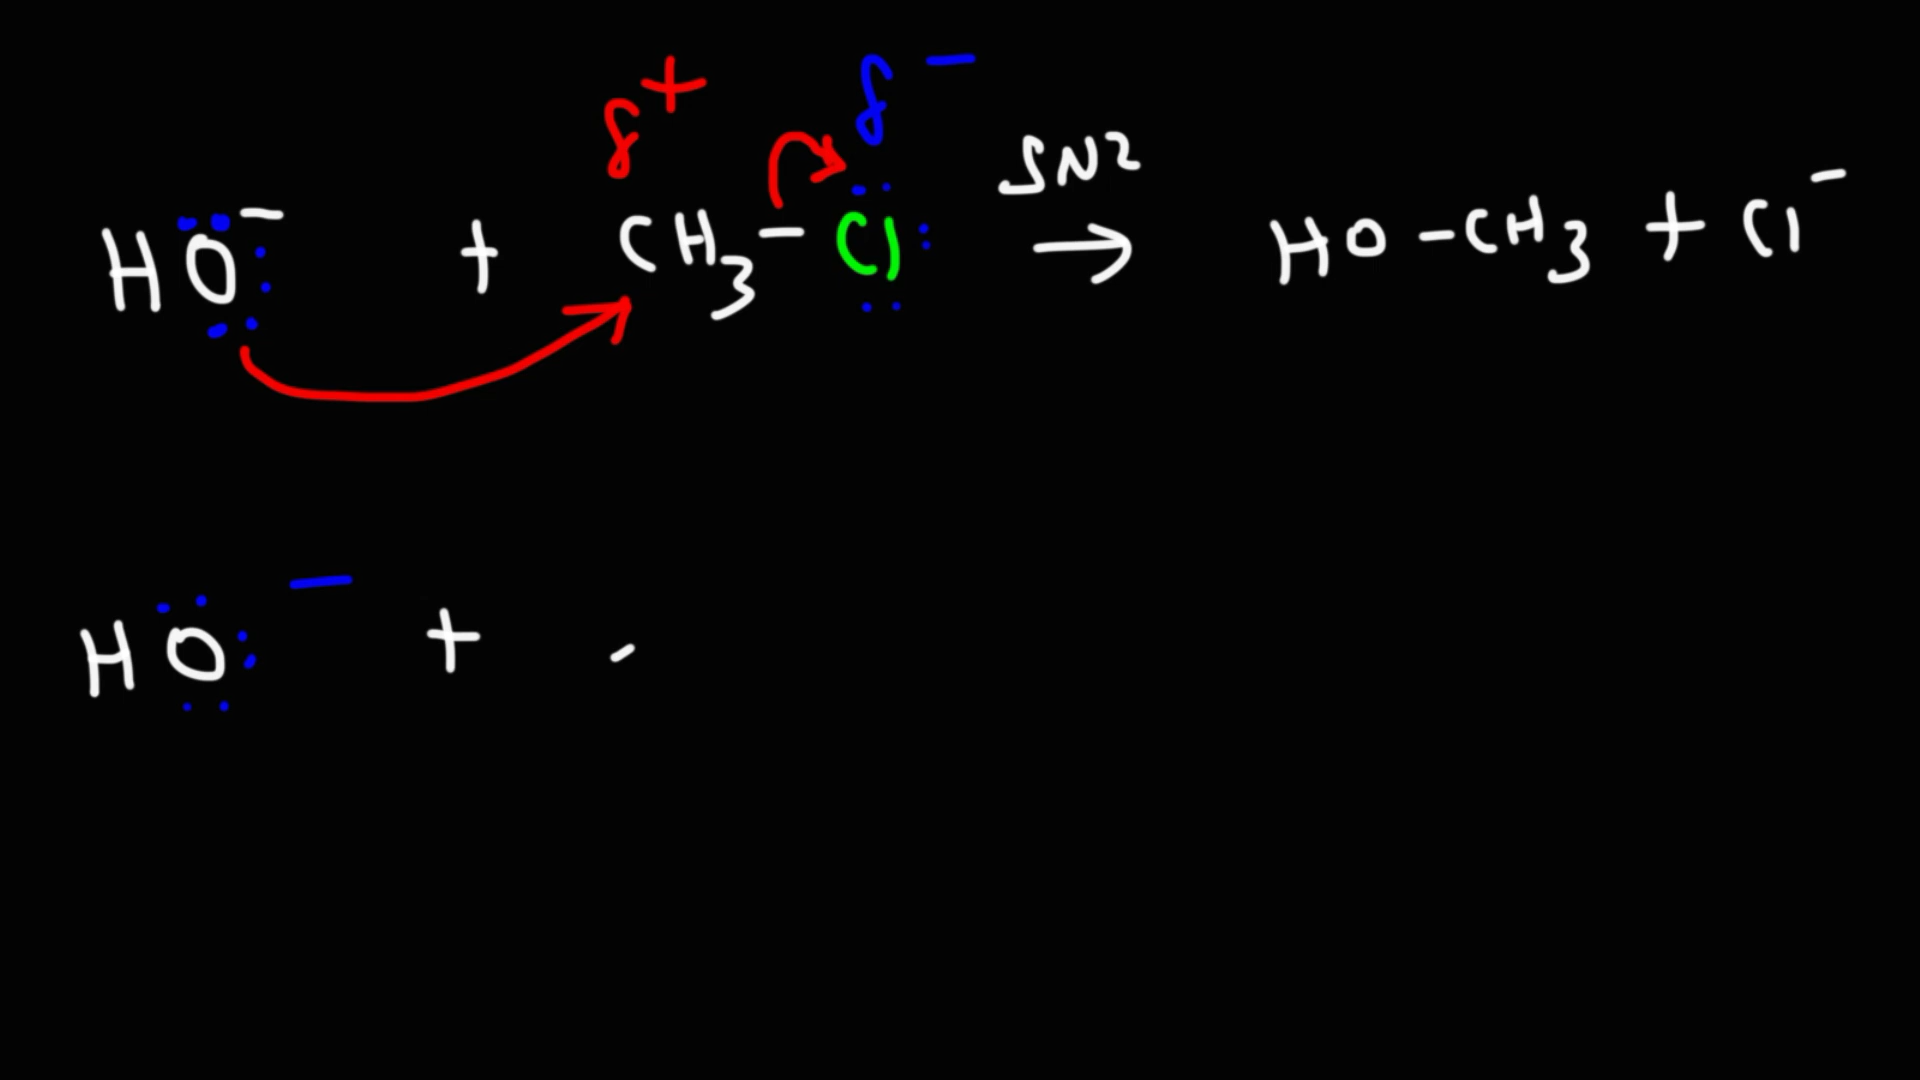 δ+ δ-
HO⁻ + CH₃-Cl SN2 → HO-CH₃ + Cl⁻
HO⁻ +